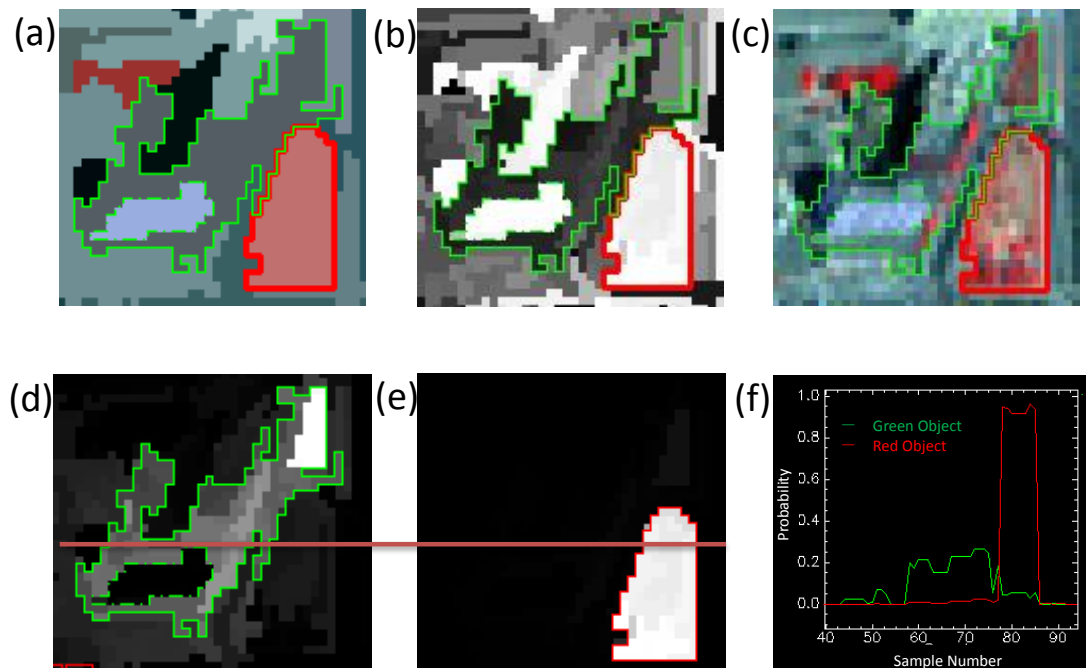 (a)
(b)
(c)
(d)
(e)
(f)
1.0
0.8
0.6
0.4
0.2
0.0
Probability
Green Object
Red Object
40 50 60_ 70 80 90
Sample Number